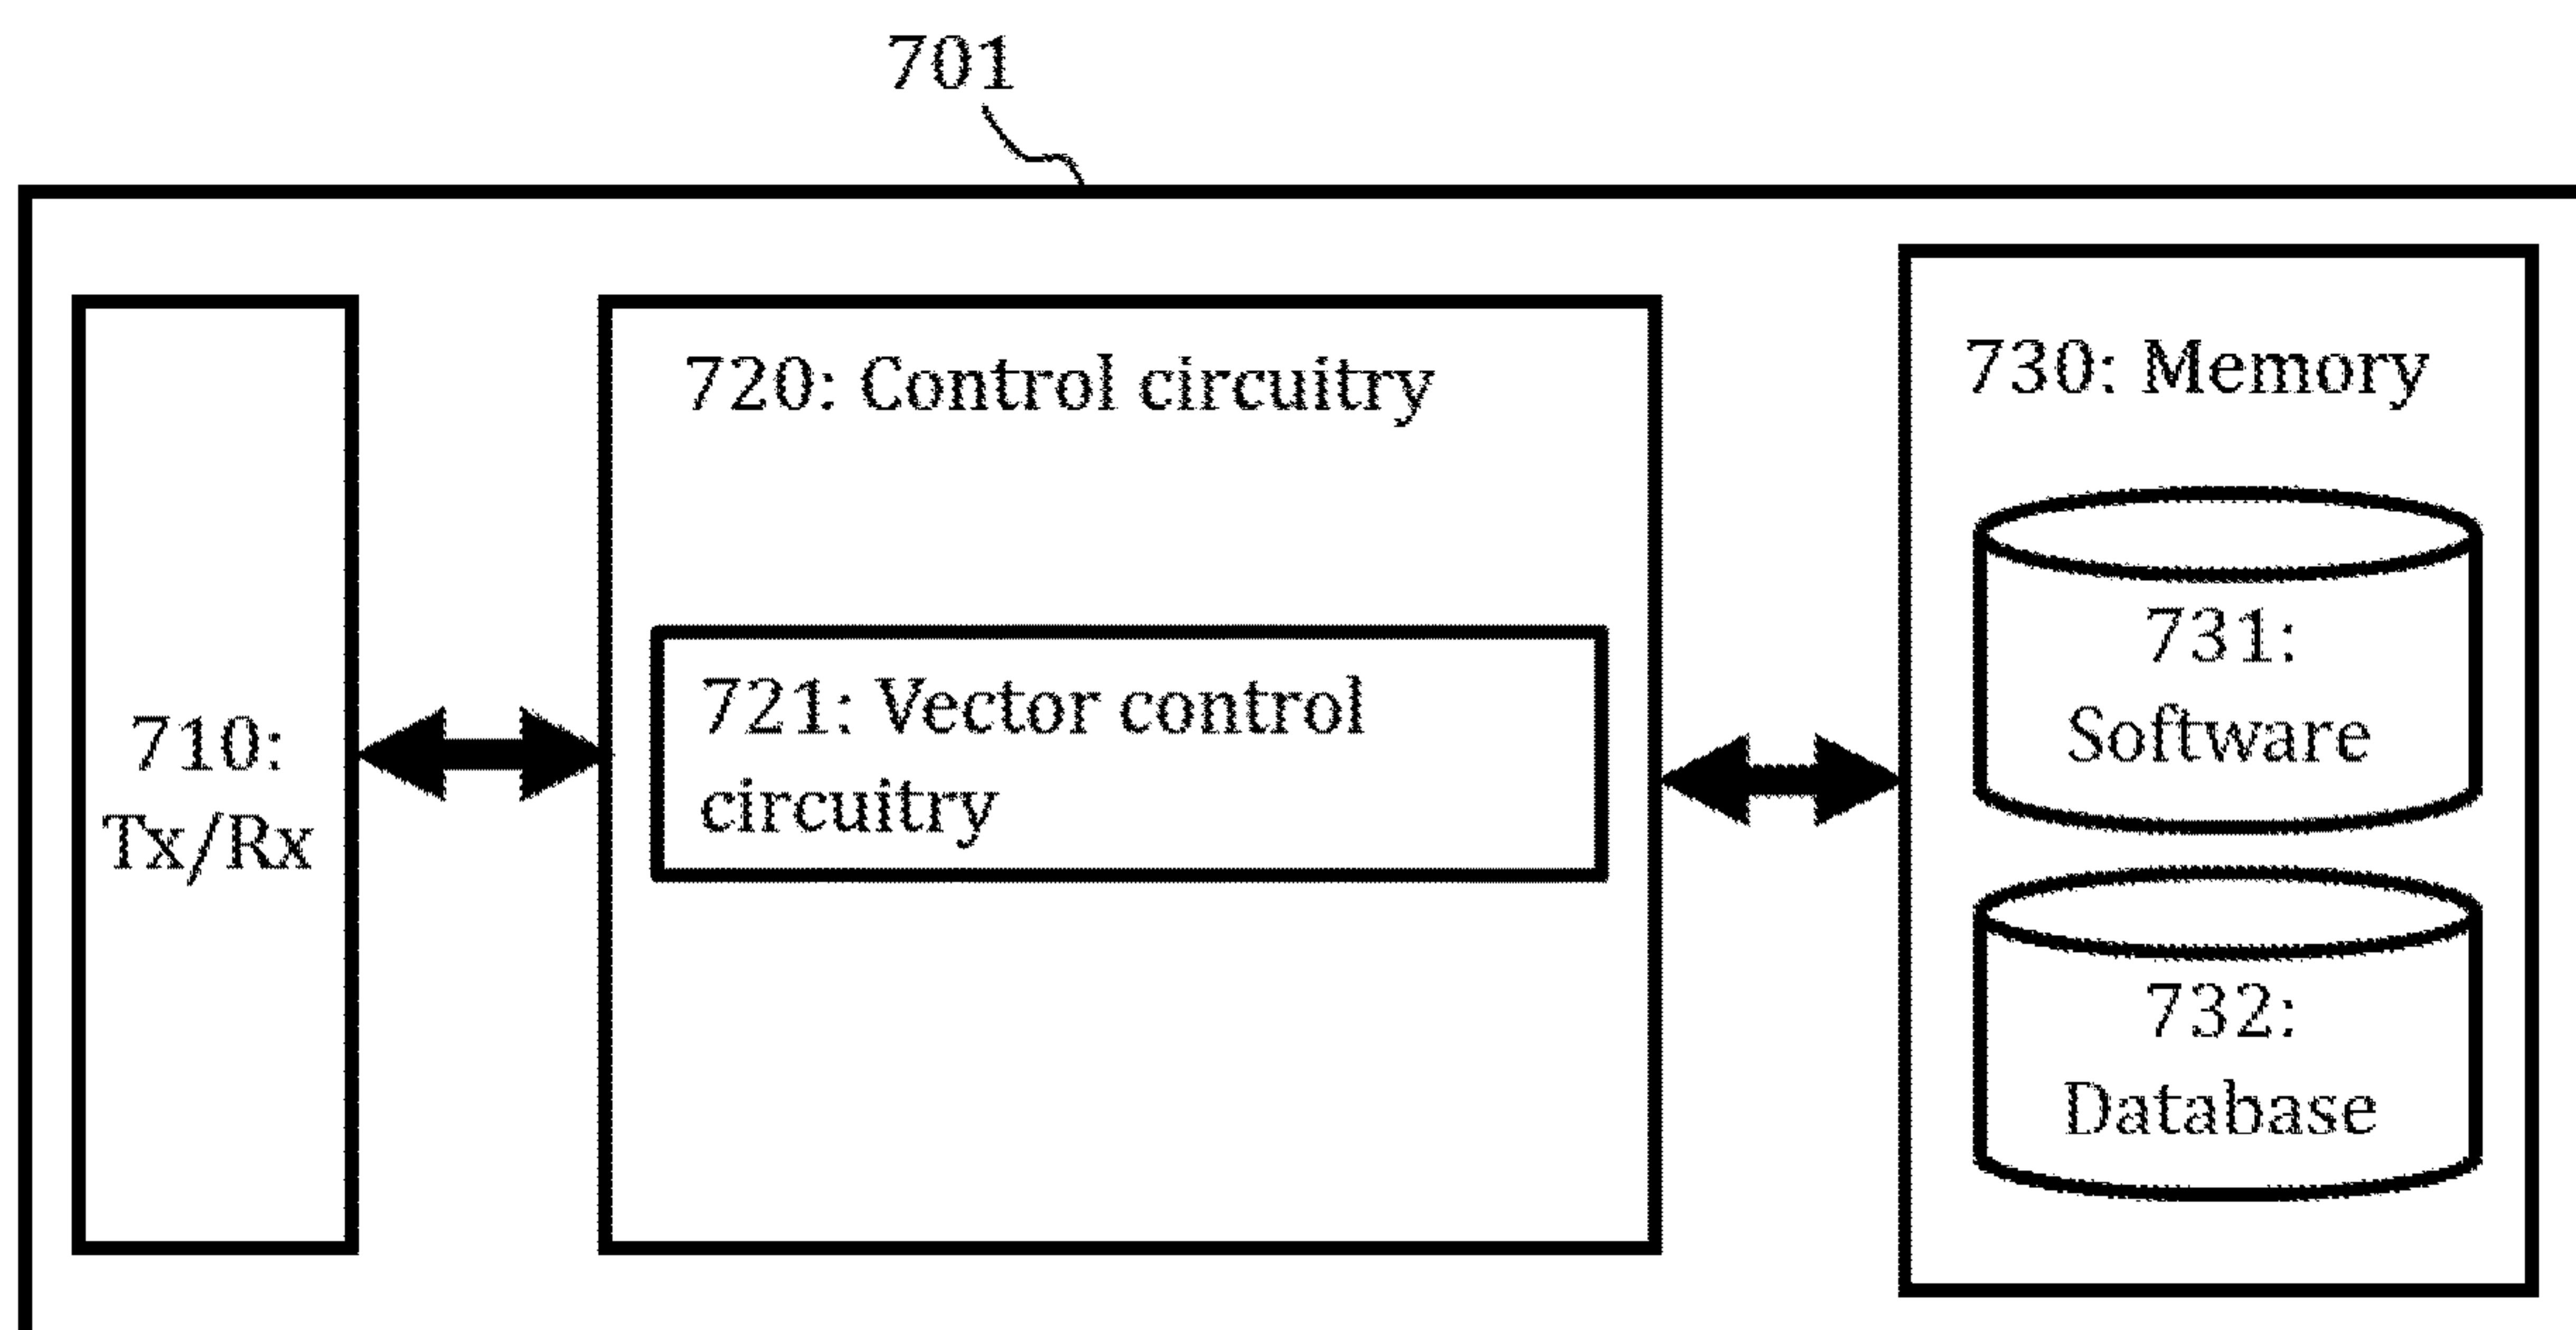 701
710:
Tx/Rx
720: Control circuitry
721: Vector control
circuitry
730: Memory
731:
Software
732:
Database